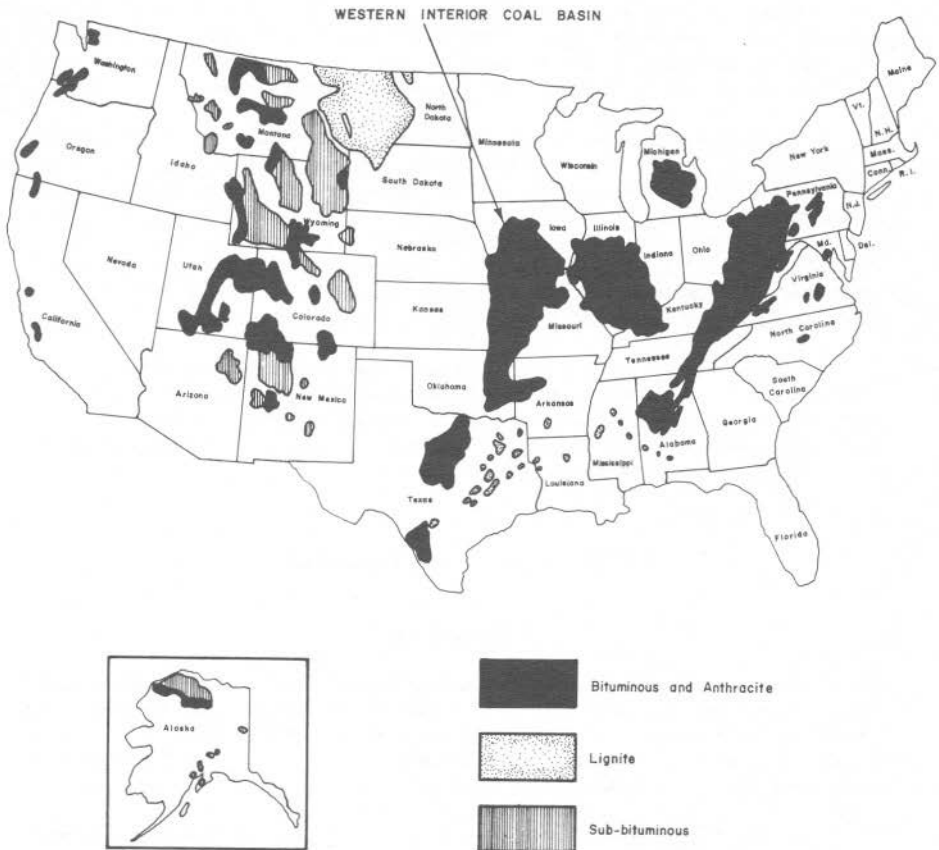 WESTERN INTERIOR COAL BASIN
Washington
Oregon
Idaho
Montana
North
Dakota
Minnesota
Wisconsin
Michigan
Maine
Vt.
N.H.
New York
Mass.
Conn.
R.I.
South Dakota
Wyoming
Nebraska
Iowa
Illinois
Indiana
Ohio
Pennsylvania
N.J.
Md.
Del.
Nevada
Utah
Colorado
Kansas
Missouri
Kentucky
Virginia
California
Arizona
New Mexico
Oklahoma
Arkansas
Tennessee
North Carolina
South
Carolina
Texas
Louisiana
Mississippi
Alabama
Georgia
Florida
Alaska
Bituminous and Anthracite
Lignite
Sub-bituminous